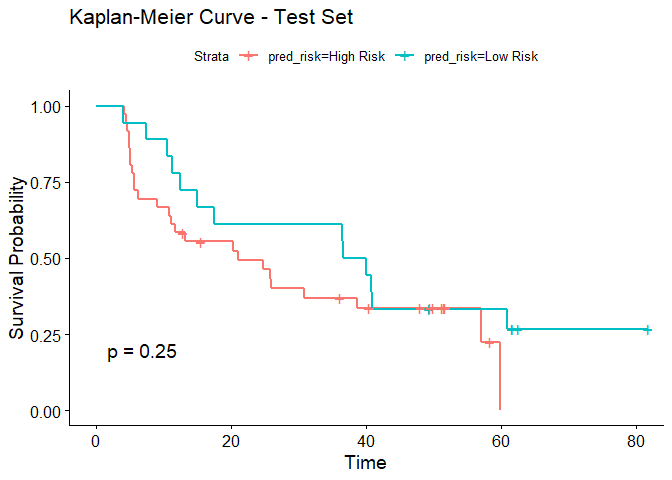 Kaplan-Meier Curve - Test Set
Strata pred_risk=High Risk pred_risk=Low Risk
1.00
0.75
0.50
0.25
0.00
Survival Probability
p = 0.25
0 20 40 60 80
Time